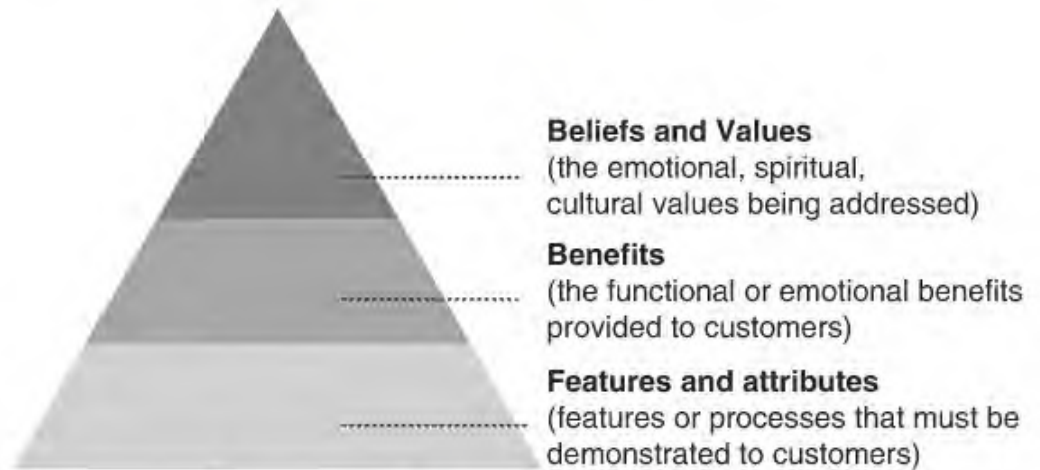 Beliefs and Values
(the emotional, spiritual,
cultural values being addressed)
Benefits
(the functional or emotional benefits
provided to customers)
Features and attributes
(features or processes that must be
demonstrated to customers)